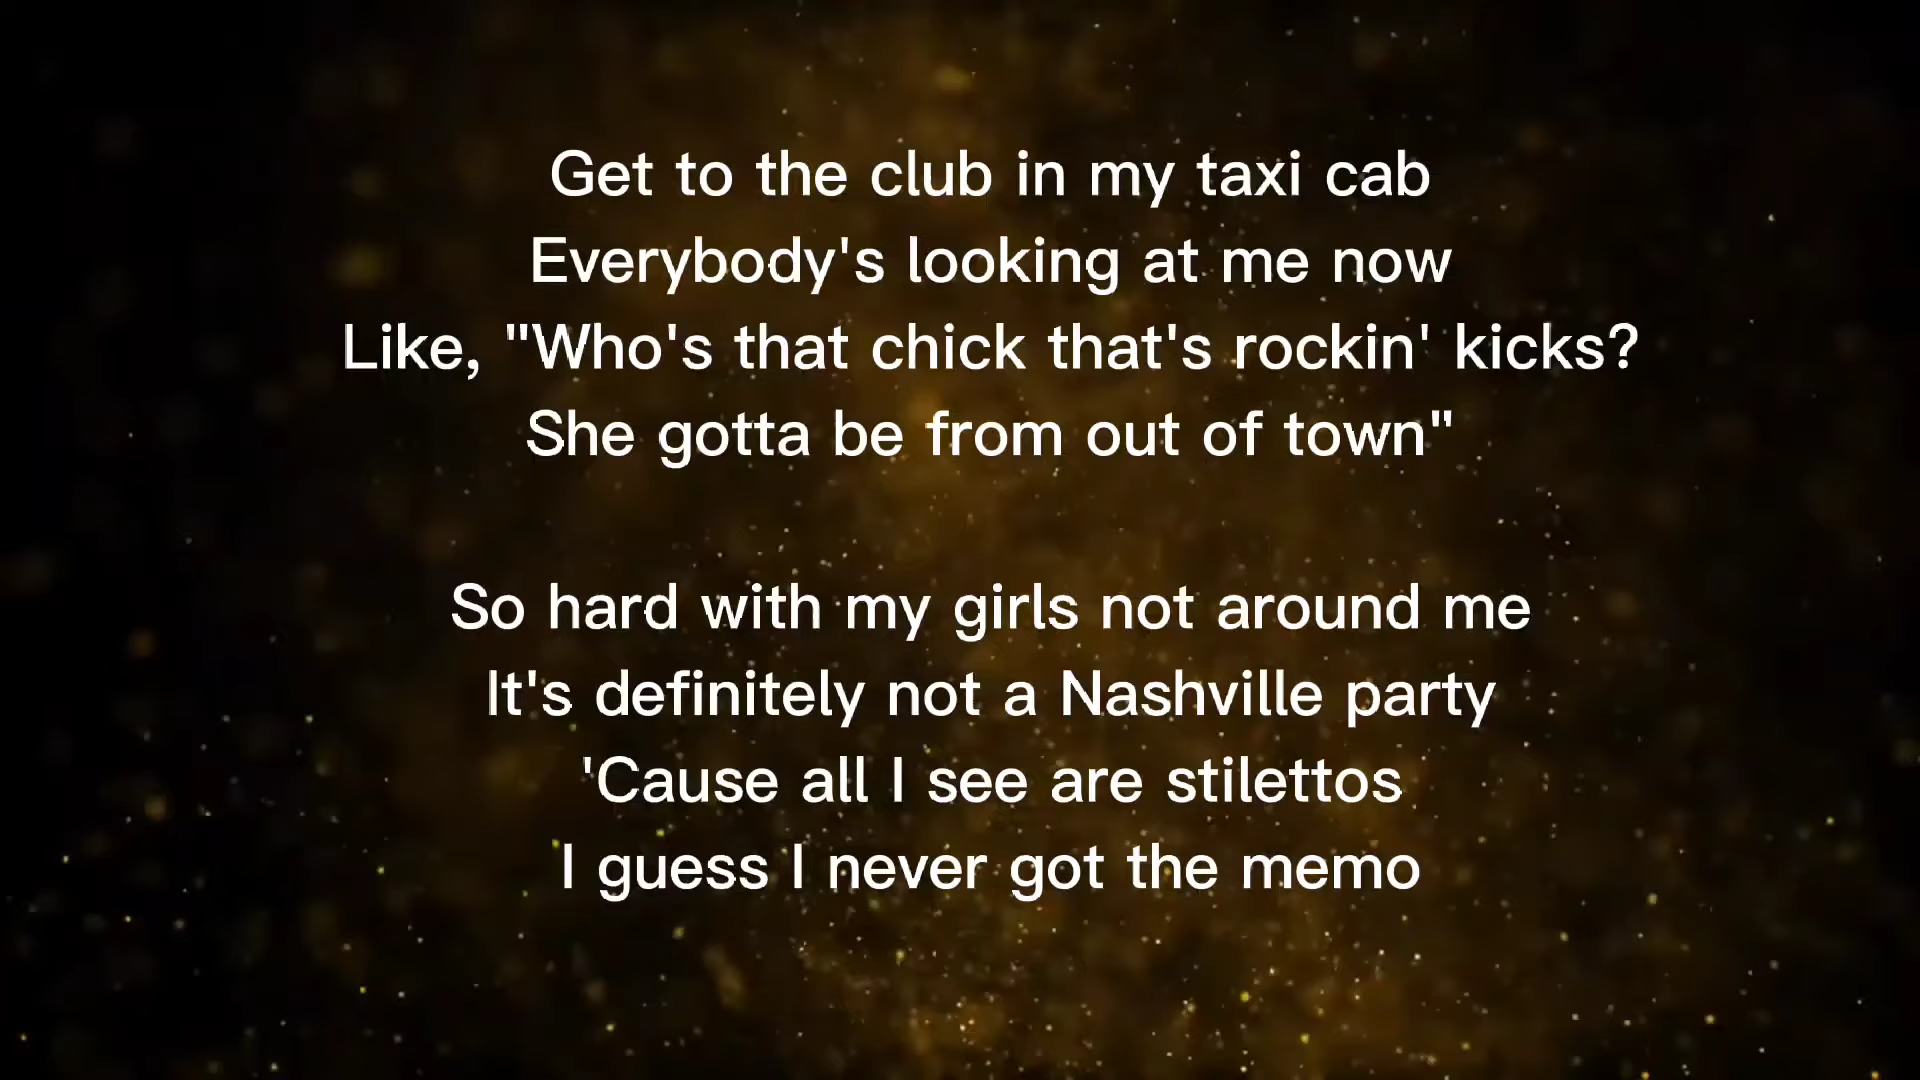 Get to the club in my taxi cab
Everybody's looking at me now
Like, "Who's that chick that's rockin' kicks?
She gotta be from out of town"
So hard with my girls not around me
It's definitely not a Nashville party
'Cause all I see are stilettos
I guess I never got the memo